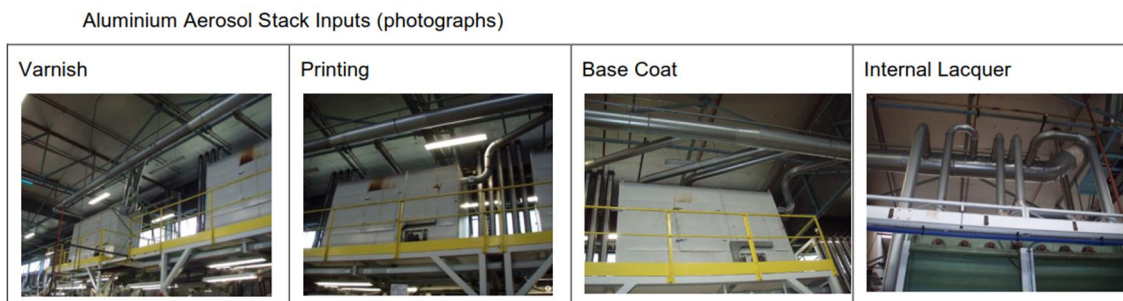 Aluminium Aerosol Stack Inputs (photographs)
Varnish
Printing
Base Coat
Internal Lacquer